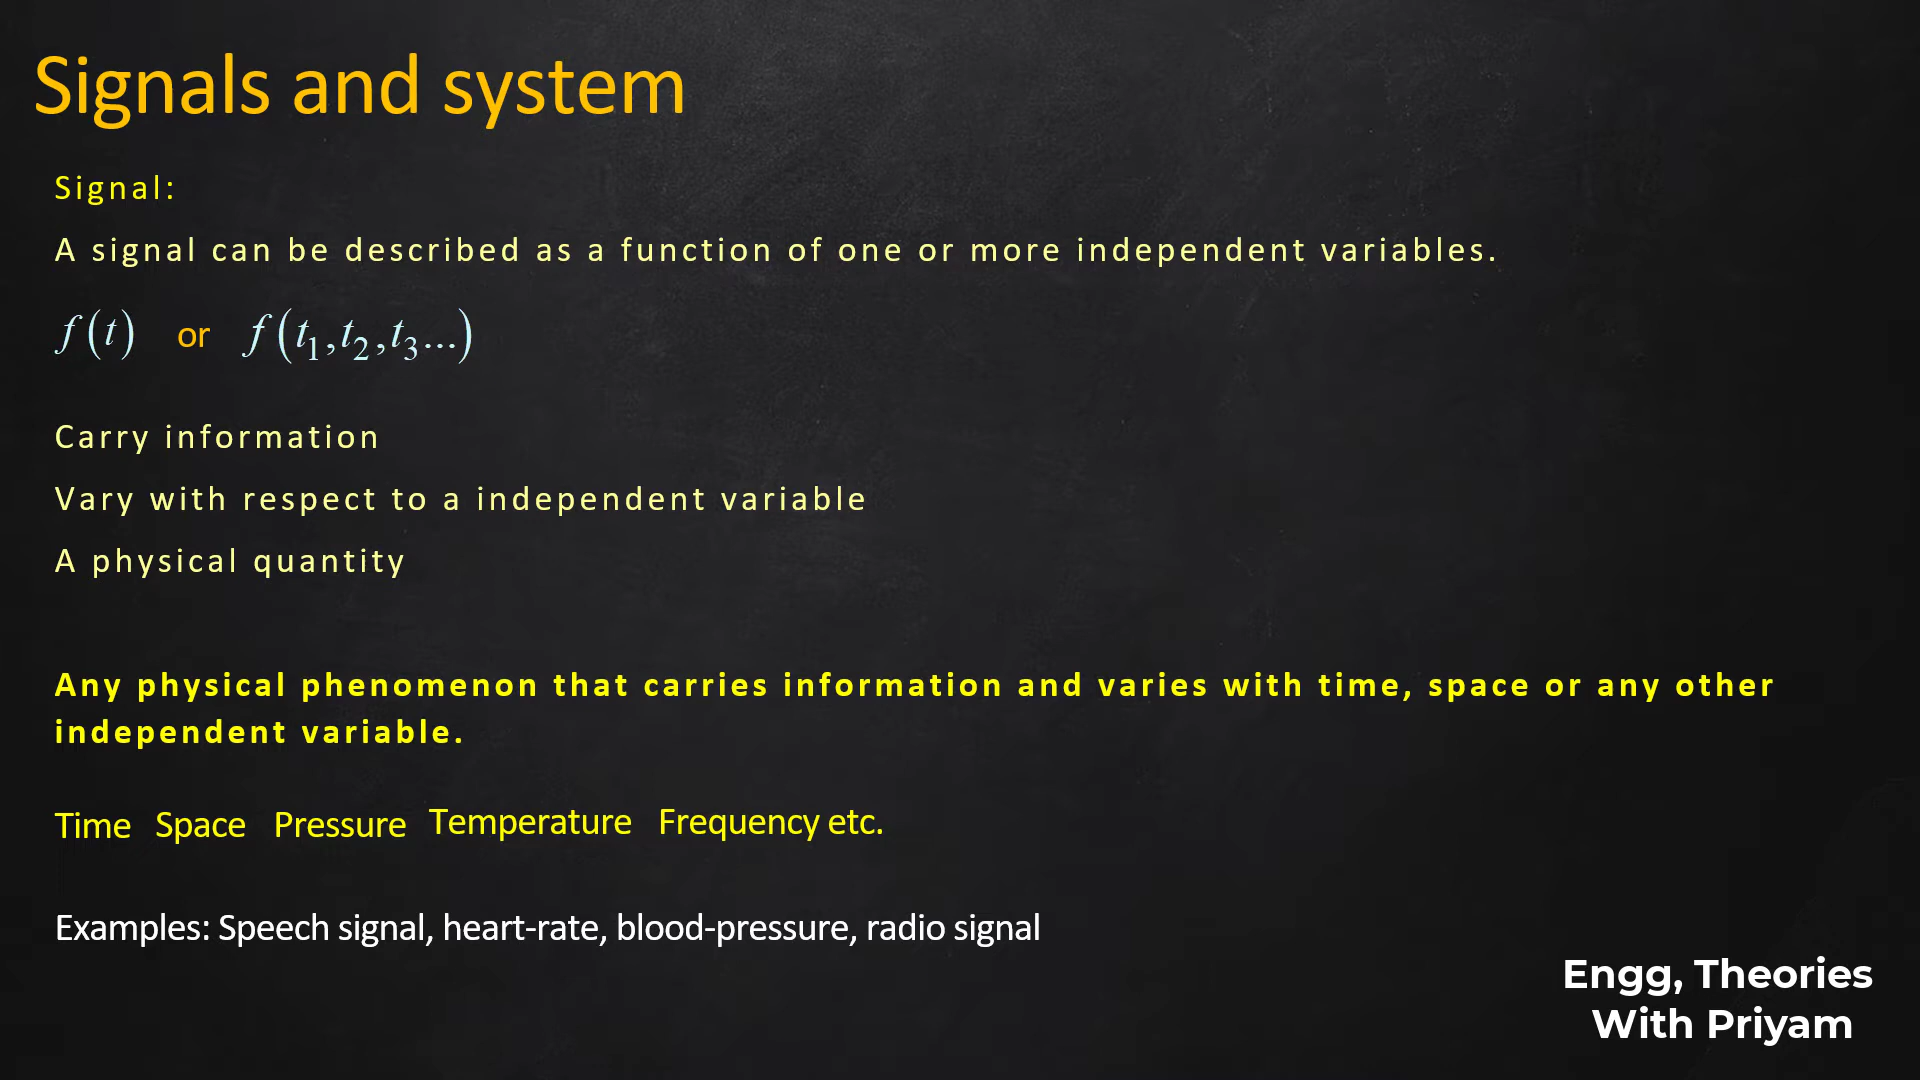 Signals and system
Signal:
A signal can be described as a function of one or more independent variables.
f(t) or f(t₁,t₂,t₃...)
Carry information
Vary with respect to a independent variable
A physical quantity
Any physical phenomenon that carries information and varies with time, space or any other
independent variable.
Time Space Pressure Temperature Frequency etc.
Examples: Speech signal, heart-rate, blood-pressure, radio signal
Engg, Theories
With Priyam